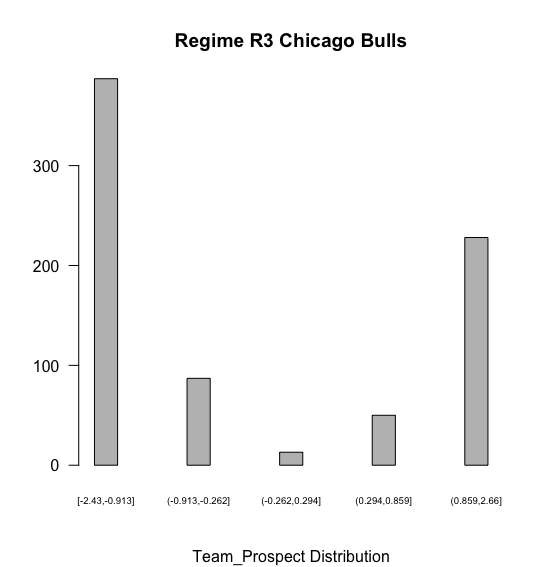 Regime R3 Chicago Bulls
300
200
100
0
[-2.43,-0.913] (-0.913,-0.262] (-0.262,0.294] (0.294,0.859] (0.859,2.66]
Team_Prospect Distribution